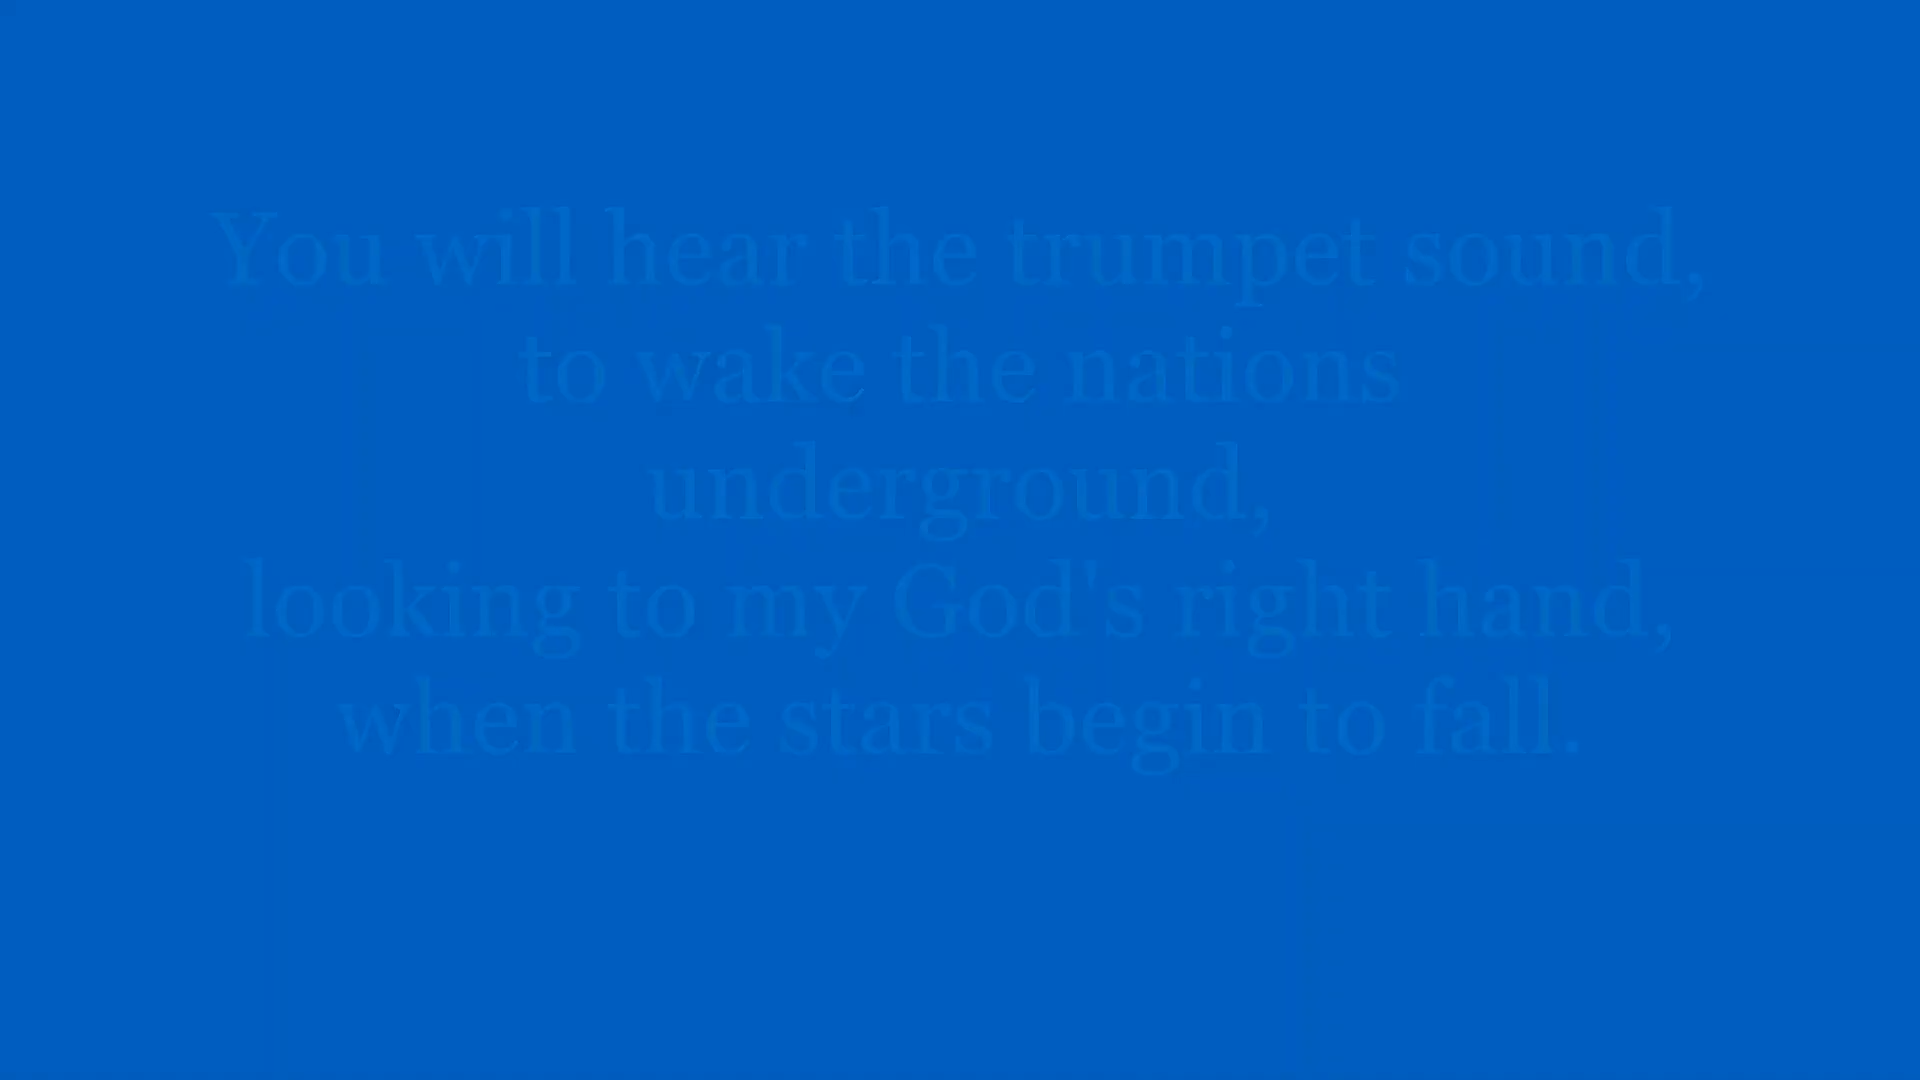 You will hear the trumpet sound,
to wake the nations
underground,
looking to my God's right hand,
when the stars begin to fall.